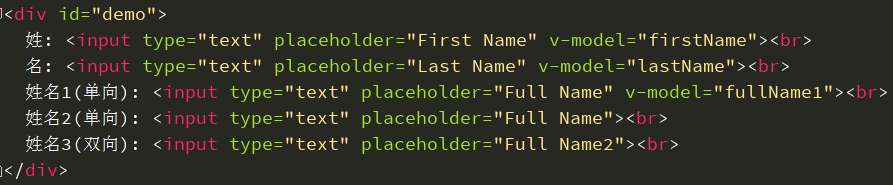 <div id="demo">
姓: <input type="text" placeholder="First Name" v-model="firstName"><br>
名: <input type="text" placeholder="Last Name" v-model="lastName"><br>
姓名1(单向): <input type="text" placeholder="Full Name" v-model="fullName1"><br>
姓名2(单向): <input type="text" placeholder="Full Name"><br>
姓名3(双向): <input type="text" placeholder="Full Name2"><br>
</div>